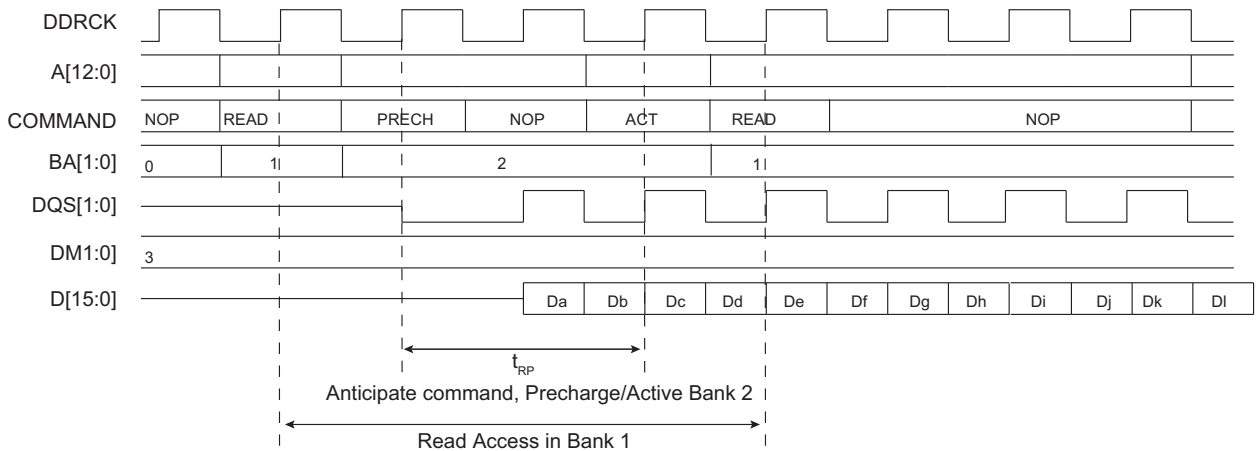 DDRCK
A[12:0]
COMMAND NOP READ PRECH NOP ACT READ NOP
BA[1:0] 0 1 2 1
DQS[1:0]
DM1:0] 3
D[15:0] Da Db Dc Dd De Df Dg Dh Di Dj Dk Dl
tRP
Anticipate command, Precharge/Active Bank 2
Read Access in Bank 1